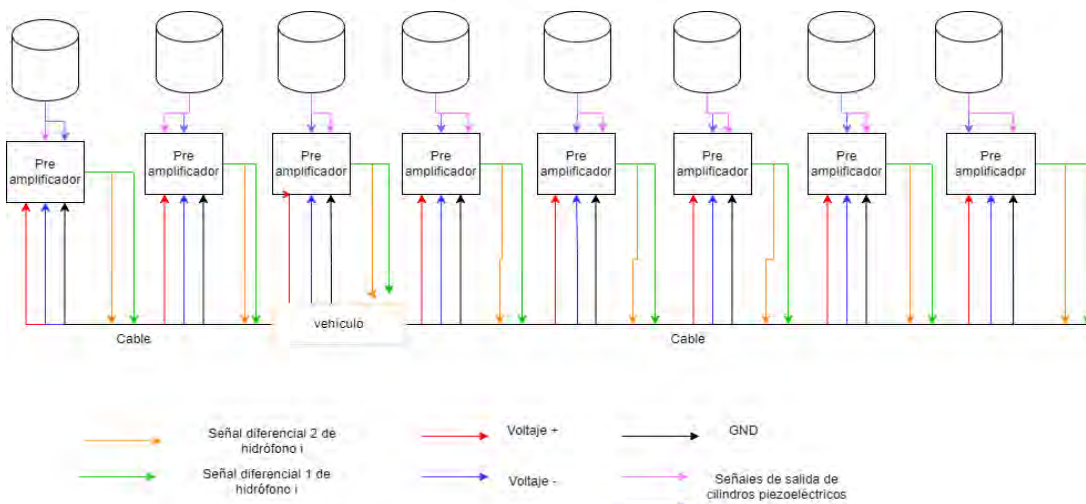 Pre
amplificador
Pre
amplificador
Pre
amplificador
Pre
amplificador
Pre
amplificador
Pre
amplificador
Pre
amplificador
Pre
amplificador
vehículo
Cable
Cable
Señal diferencial 2 de
hidrófono i
Voltaje +
GND
Señal diferencial 1 de
hidrófono i
Voltaje -
Señales de salida de
cilindros piezoeléctricos